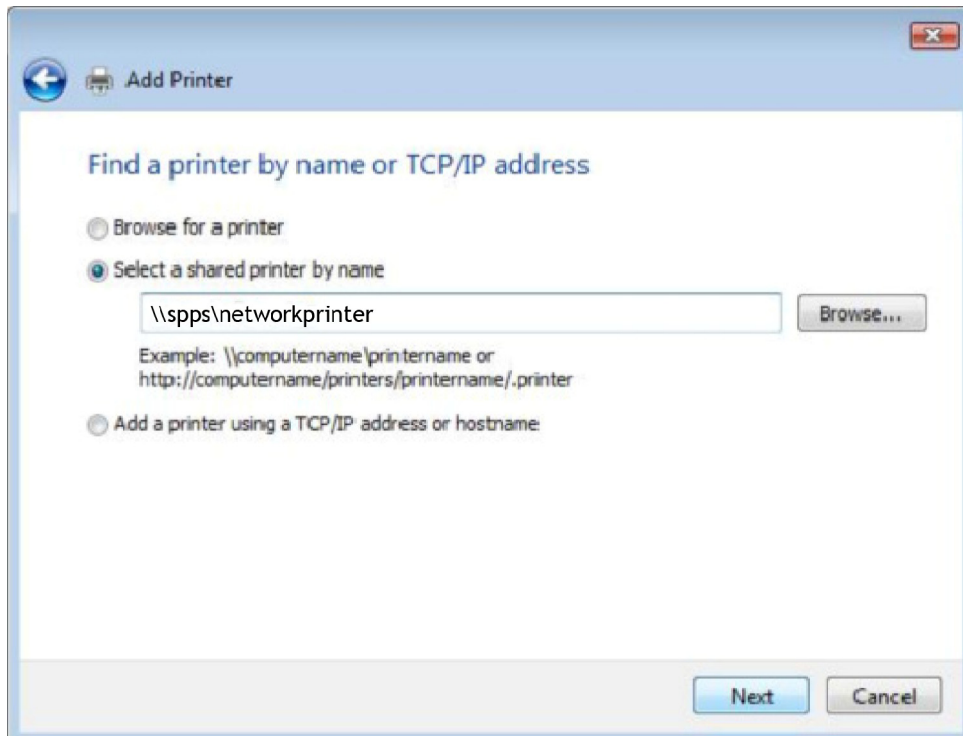 Add Printer
Find a printer by name or TCP/IP address
Browse for a printer
Select a shared printer by name
\\spps\networkprinter
Browse...
Example: \\computername\printername or
http://computername/printers/printername/.printer
Add a printer using a TCP/IP address or hostname
Next
Cancel